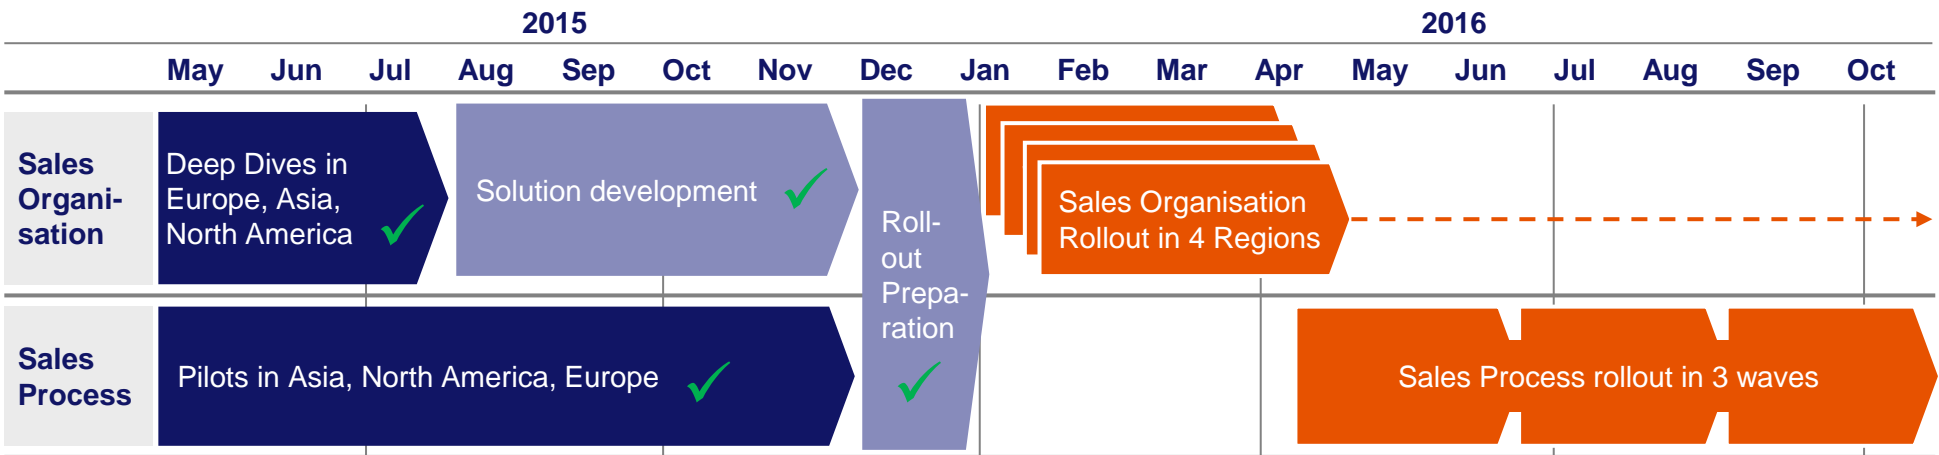 2015 2016
May Jun Jul Aug Sep Oct Nov Dec Jan Feb Mar Apr May Jun Jul Aug Sep Oct
Sales
Organi-
sation
Deep Dives in
Europe, Asia,
North America
Solution development
Roll-
out
Prepa-
ration
Sales Organisation
Rollout in 4 Regions
Sales
Process
Pilots in Asia, North America, Europe
Sales Process rollout in 3 waves